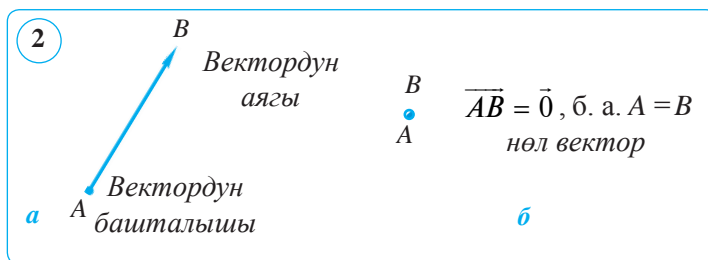 2
B
Вектордун
аягы
A
Вектордун
башталышы
а
B
A
AB = 0 , б. а. A = B
нөл вектор
б